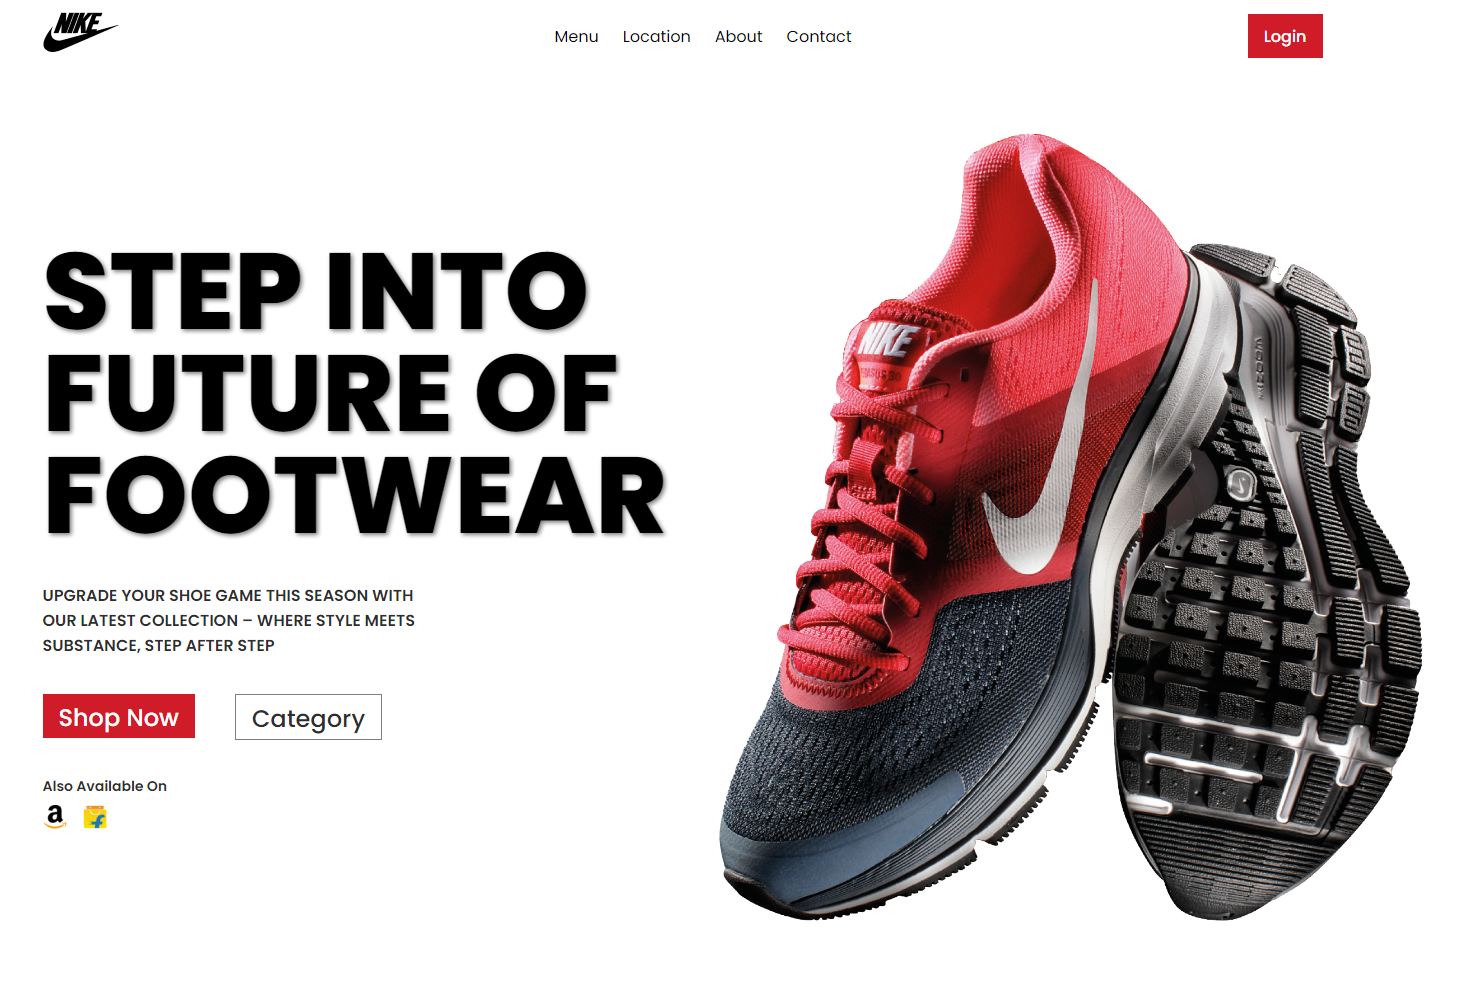 NIKE
Menu Location About Contact
Login
STEP INTO
FUTURE OF
FOOTWEAR
NIKE
UPGRADE YOUR SHOE GAME THIS SEASON WITH
OUR LATEST COLLECTION – WHERE STYLE MEETS
SUBSTANCE, STEP AFTER STEP
Shop Now Category
Also Available On
a
f